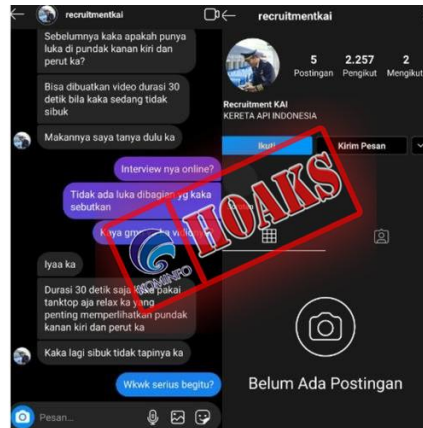 recruitmentkai
Sebelumnya kaka apakah punya
luka di pundak kanan kiri dan
perut ka?
Bisa dibuatkan video durasi 30
detik bila kaka sedang tidak
sibuk
Makannya saya tanya dulu ka
Interview nya online?
Tidak ada luka dibagian yg kaka
sebutkan
Iyaa ka
Durasi 30 detik saja kaka pakai
tanktop aja relax ka yang
penting memperlihatkan pundak
kanan kiri dan perut ka
Kaka lagi sibuk tidak tapinya ka
Wkwk serius begitu?
Pesan...
recruitmentkai
5
2.257
2
Postingan
Pengikut
Mengikut
Recruitment KAI
KERETA API INDONESIA
Ikuti
Kirim Pesan
KOMINFO
HOAKS
Belum Ada Postingan